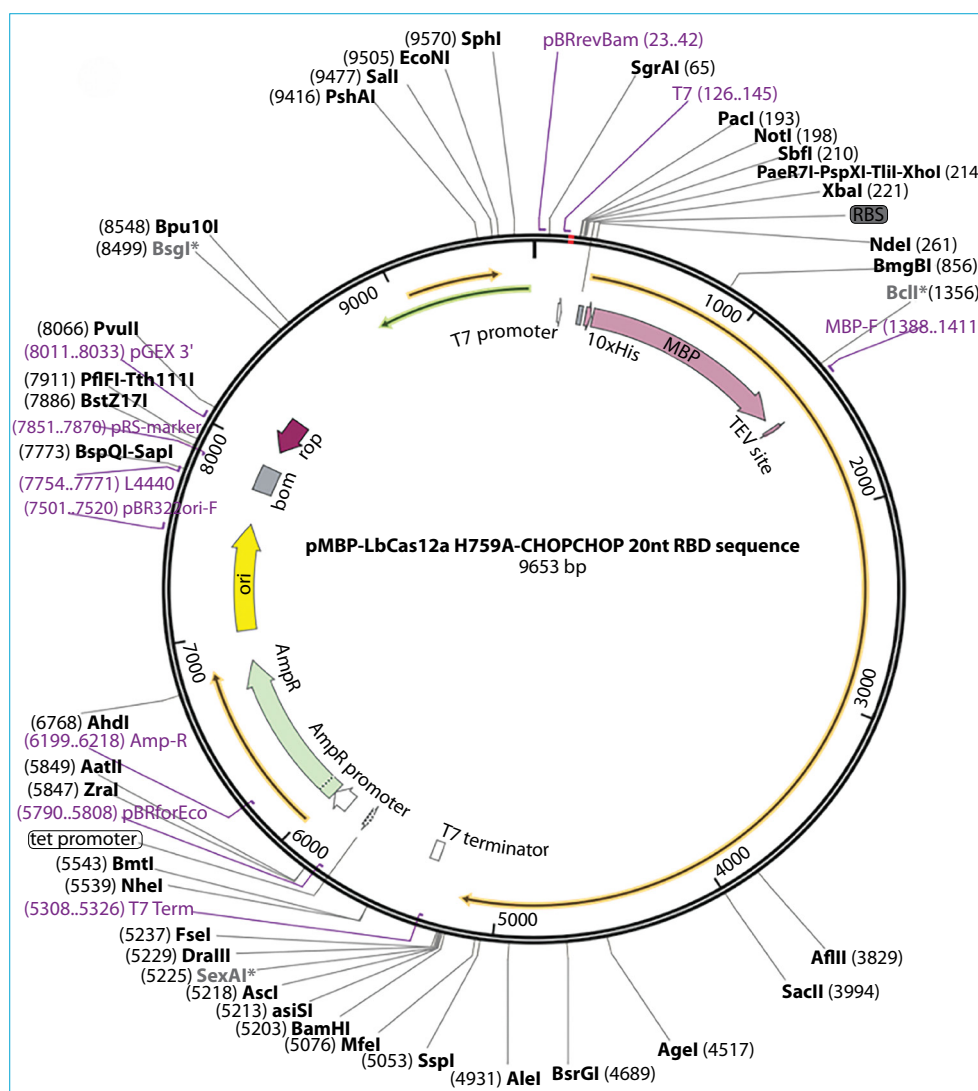 (9570) SphI
(9505) EcoNI
(9477) SalI
(9416) PshAI
pBRrevBam (23..42)
SgrAI (65)
T7 (126..145)
PacI (193)
NotI (198)
SbfI (210)
PaeR7I-PspXI-TliI-XhoI (214
XbaI (221)
RBS
NdeI (261)
BmgBI (856)
BclI* (1356)
MBP-F (1388..1411)
(8548) Bpu10I
(8499) BsgI*
(8066) PvuII
(8011..8033) pGEX 3'
(7911) PflFI-Tth111I
(7886) BstZ17I
(7851..7870) pRS-marker
(7773) BspQI-SapI
(7754..7771) L4440
(7501..7520) pBR322ori-F
9000
1000
2000
3000
4000
5000
6000
7000
8000
T7 promoter
10xHis
MBP
TEV site
rop
bom
ori
AmpR
AmpR promoter
T7 terminator
pMBP-LbCas12a H759A-CHOPCHOP 20nt RBD sequence
9653 bp
(6768) AhdI
(6199..6218) Amp-R
(5849) AatII
(5847) ZraI
(5790..5808) pBRforEco
tet promoter
(5543) BmtI
(5539) NheI
(5308..5326) T7 Term
(5237) FseI
(5229) DraIII
(5225) SexAI*
(5218) AscI
(5213) asiSI
(5203) BamHI
(5076) MfeI
(5053) SspI
(4931) AleI
BsrGI (4689)
AgeI (4517)
SacII (3994)
AflII (3829)